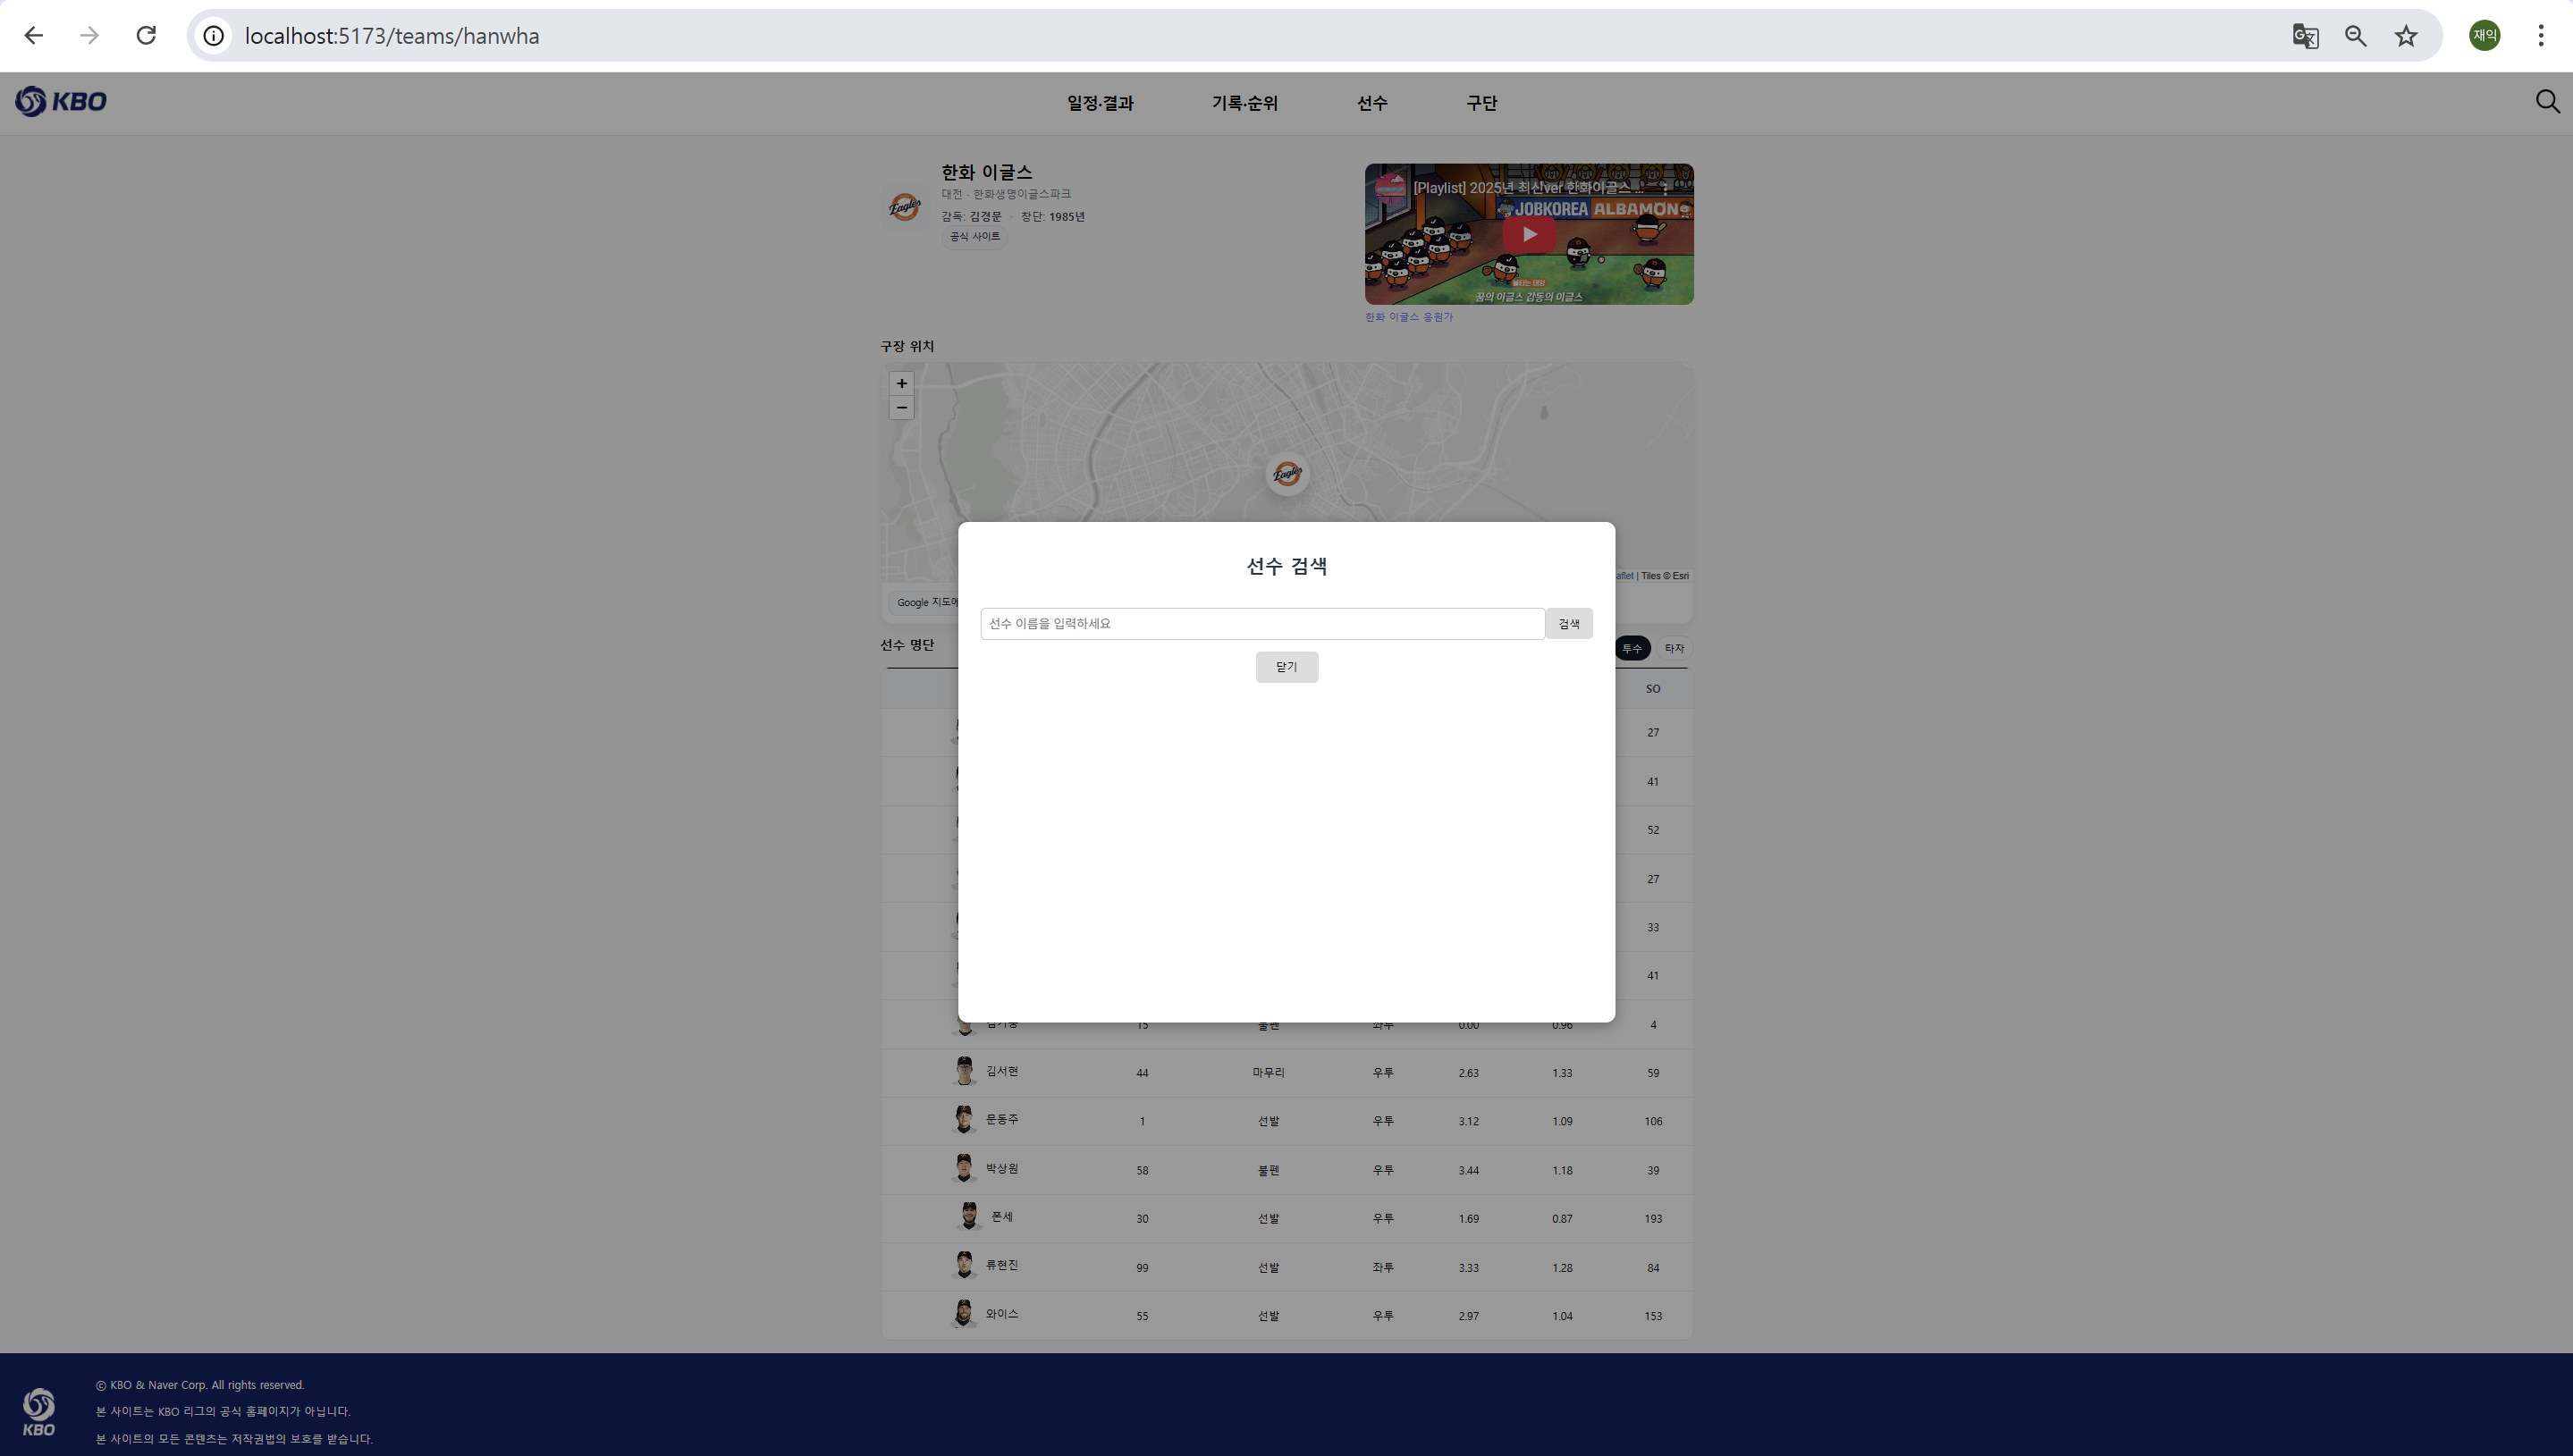 localhost:5173/teams/hanwha
재익
KBO
일정·결과
기록·순위
선수
구단
한화 이글스
대전 · 한화생명이글스파크
감독: 김경문 · 창단: 1985년
공식 사이트
[Playlist] 2025년 최신ver 한화이글스 ...
JOBKOREA ALBAMON
불타는 태양
꿈의 이글스 감동의 이글스
한화 이글스 응원가
구장 위치
+
−
Eagles
Eagles
선수 검색
aflet | Tiles © Esri
Google 지도에
선수 이름을 입력하세요
검색
선수 명단
투수
타자
닫기
SO
27
41
52
27
33
41
15 불펜 좌투 0.00 0.96 4
김서현 44 마무리 우투 2.63 1.33 59
문동주 1 선발 우투 3.12 1.09 106
박상원 58 불펜 우투 3.44 1.18 39
폰세 30 선발 우투 1.69 0.87 193
류현진 99 선발 좌투 3.33 1.28 84
와이스 55 선발 우투 2.97 1.04 153
© KBO & Naver Corp. All rights reserved.
본 사이트는 KBO 리그의 공식 홈페이지가 아닙니다.
본 사이트의 모든 콘텐츠는 저작권법의 보호를 받습니다.
KBO